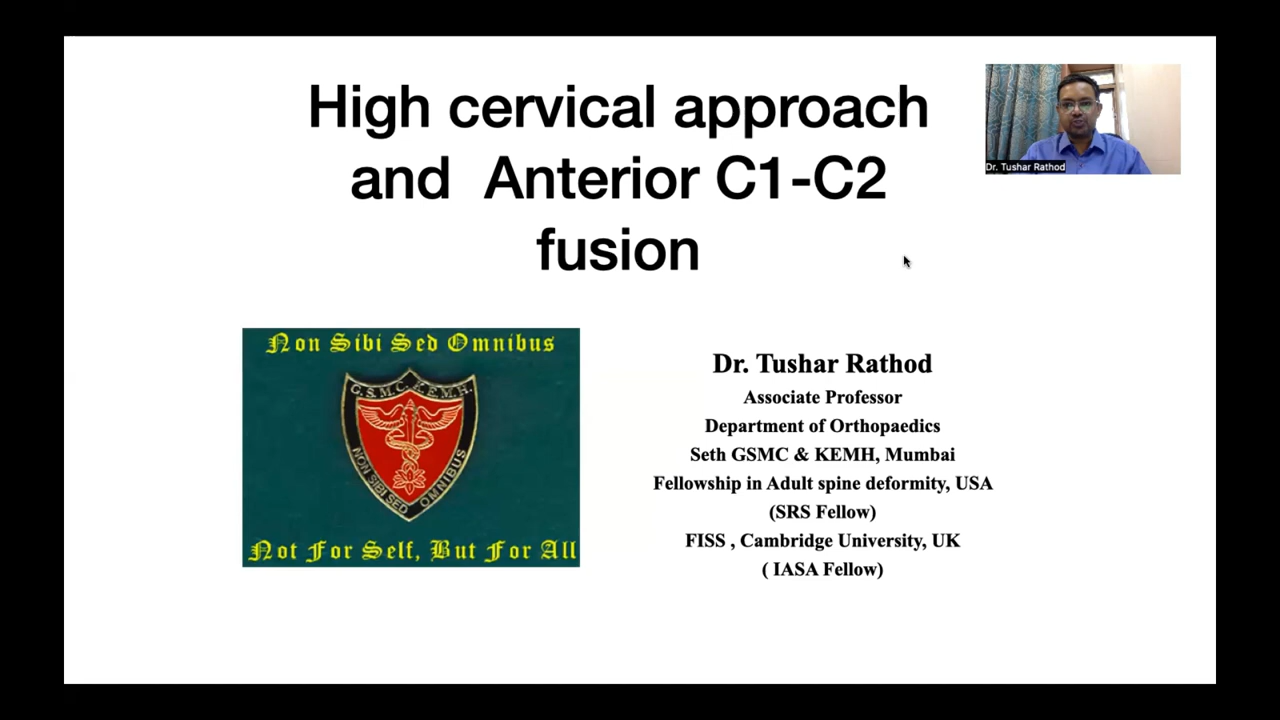 High cervical approach
and Anterior C1-C2
fusion
Dr. Tushar Rathod
Non Sibi Sed Omnibus
G.S.M.C. K.E.M.H.
NON SIBI SED OMNIBUS
Not For Self, But For All
Dr. Tushar Rathod
Associate Professor
Department of Orthopaedics
Seth GSMC & KEMH, Mumbai
Fellowship in Adult spine deformity, USA
(SRS Fellow)
FISS , Cambridge University, UK
( IASA Fellow)